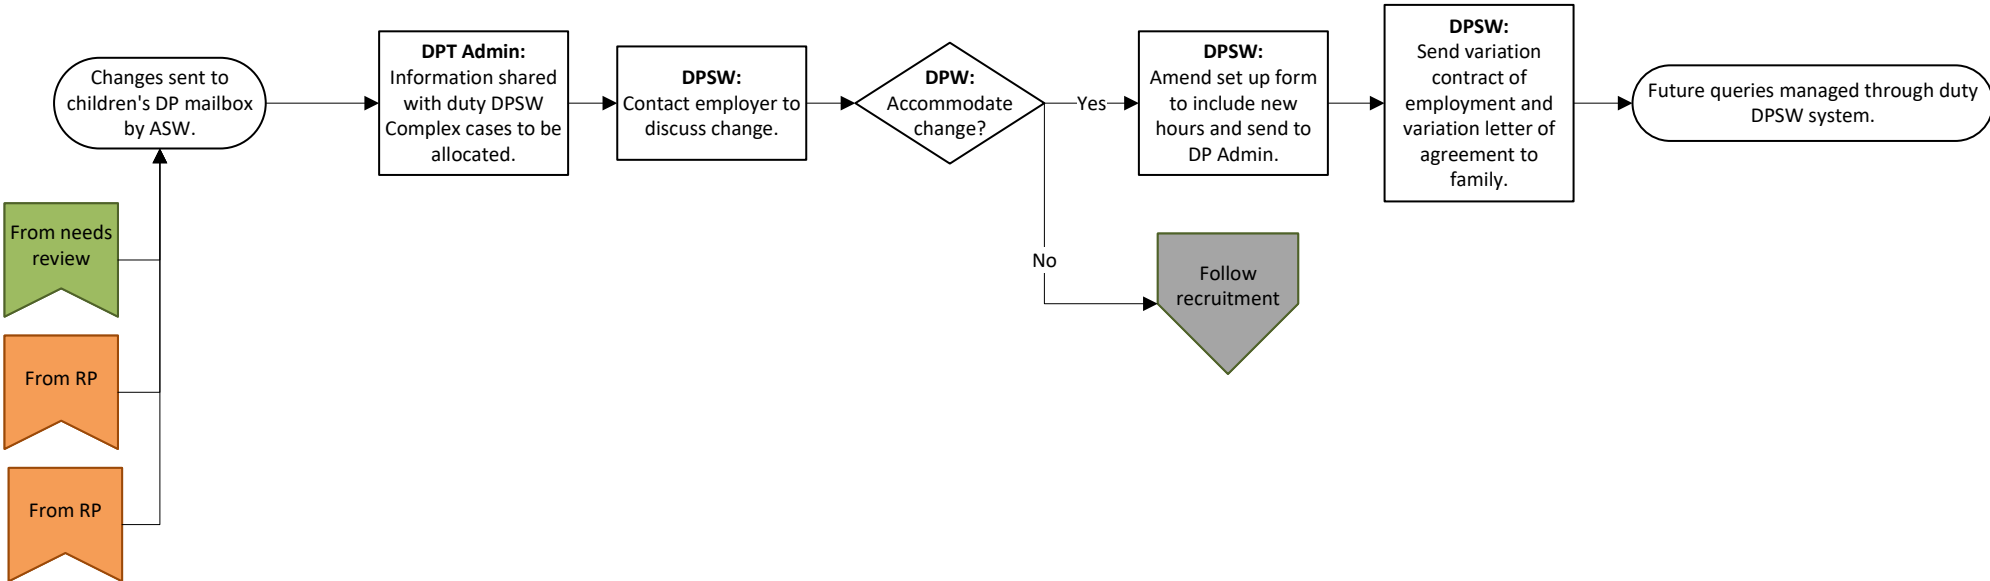 Changes sent to
children's DP mailbox
by ASW.
DPT Admin:
Information shared
with duty DPSW
Complex cases to be
allocated.
DPSW:
Contact employer to
discuss change.
DPW:
Accommodate
change?
Yes
DPSW:
Amend set up form
to include new
hours and send to
DP Admin.
DPSW:
Send variation
contract of
employment and
variation letter of
agreement to
family.
Future queries managed through duty
DPSW system.
From needs
review
No
Follow
recruitment
From RP
From RP